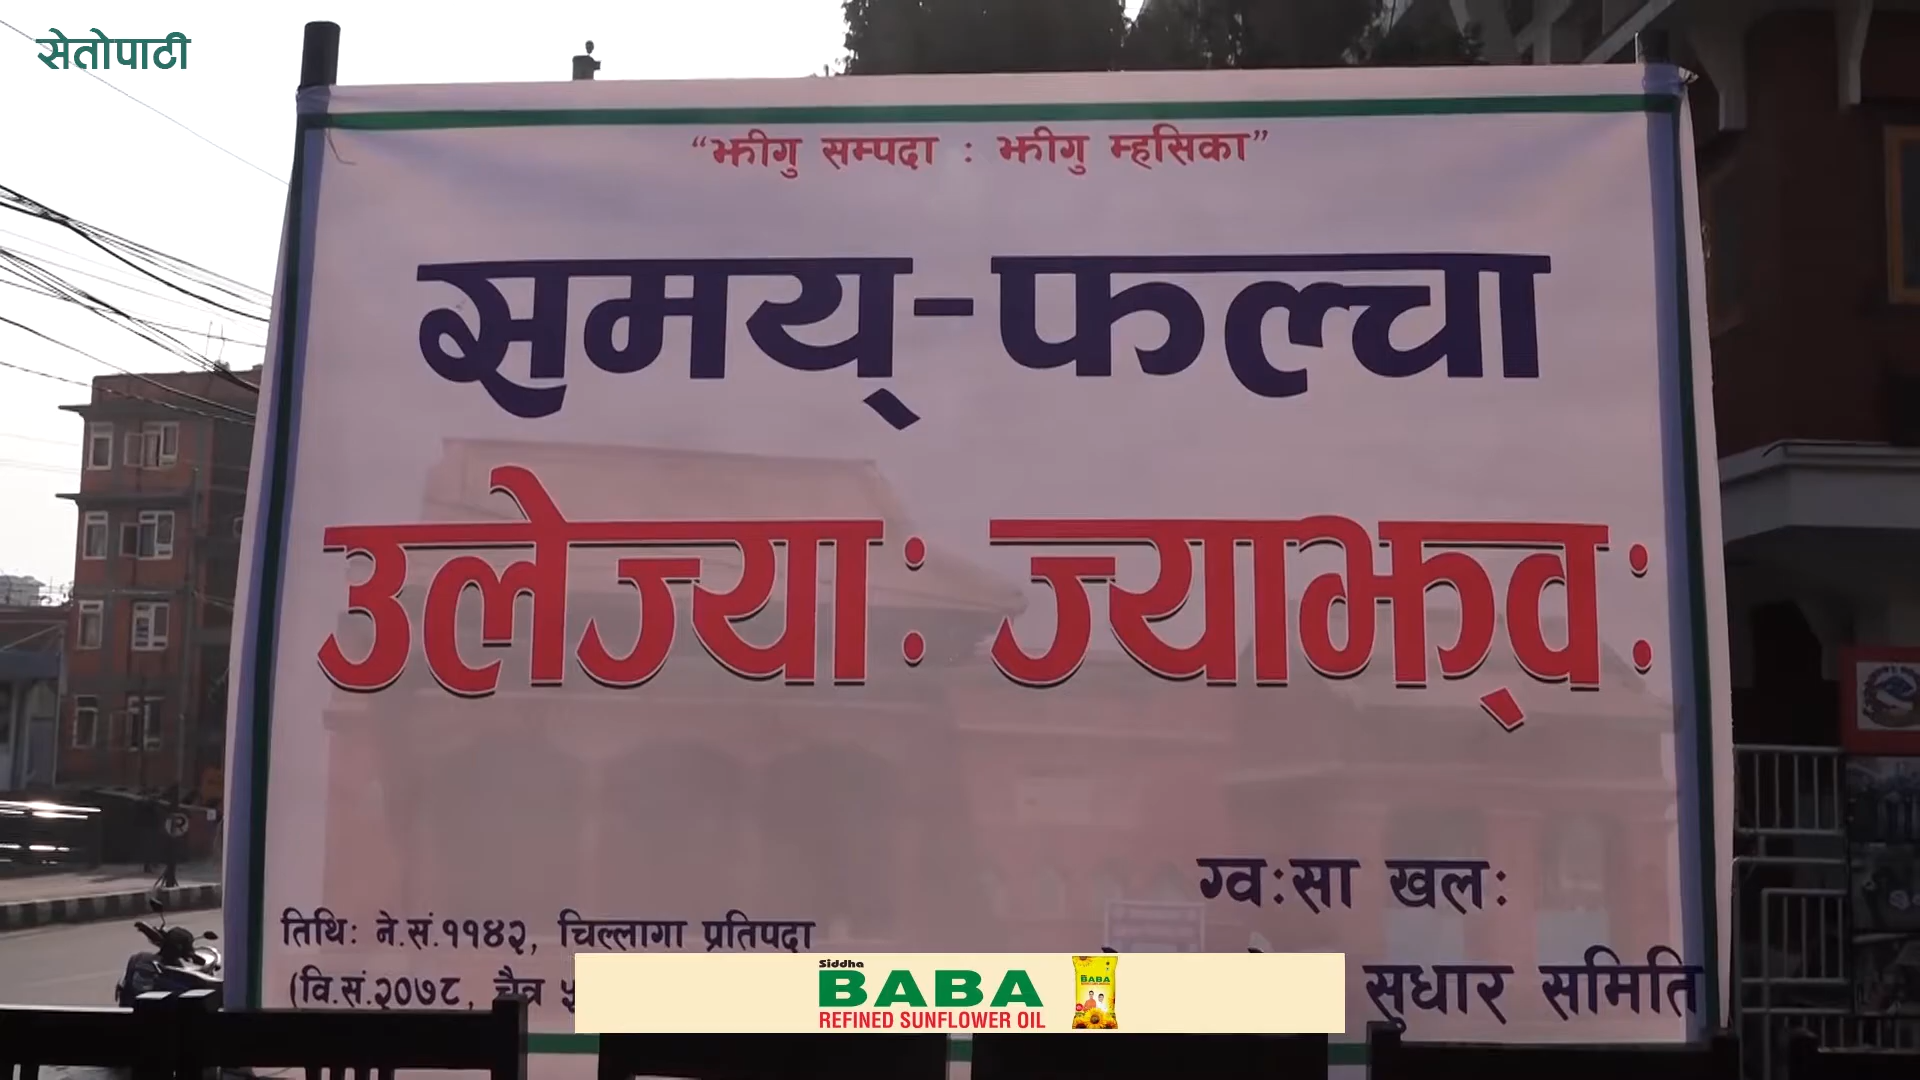 सेतोपाटी
“झीगु सम्पदा : झीगु म्हसिका”
समय्-फल्चा
उलेज्याः ज्याझ्वः
ग्वःसा खलः
तिथिः ने.सं.११४२, चिल्लागा प्रतिपदा
(वि.सं.२०७८, चैत्र
सुधार समिति
Siddha
BABA
REFINED SUNFLOWER OIL
BABA